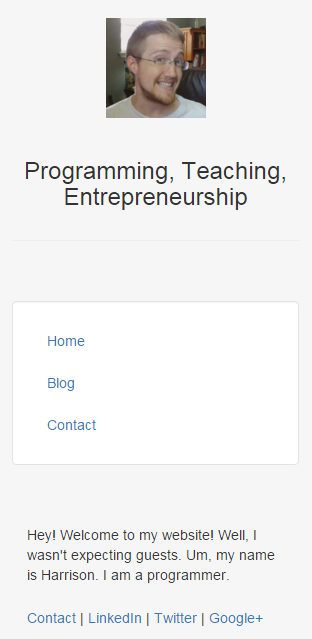 Programming, Teaching,
Entrepreneurship
Home
Blog
Contact
Hey! Welcome to my website! Well, I
wasn't expecting guests. Um, my name
is Harrison. I am a programmer.
Contact | LinkedIn | Twitter | Google+